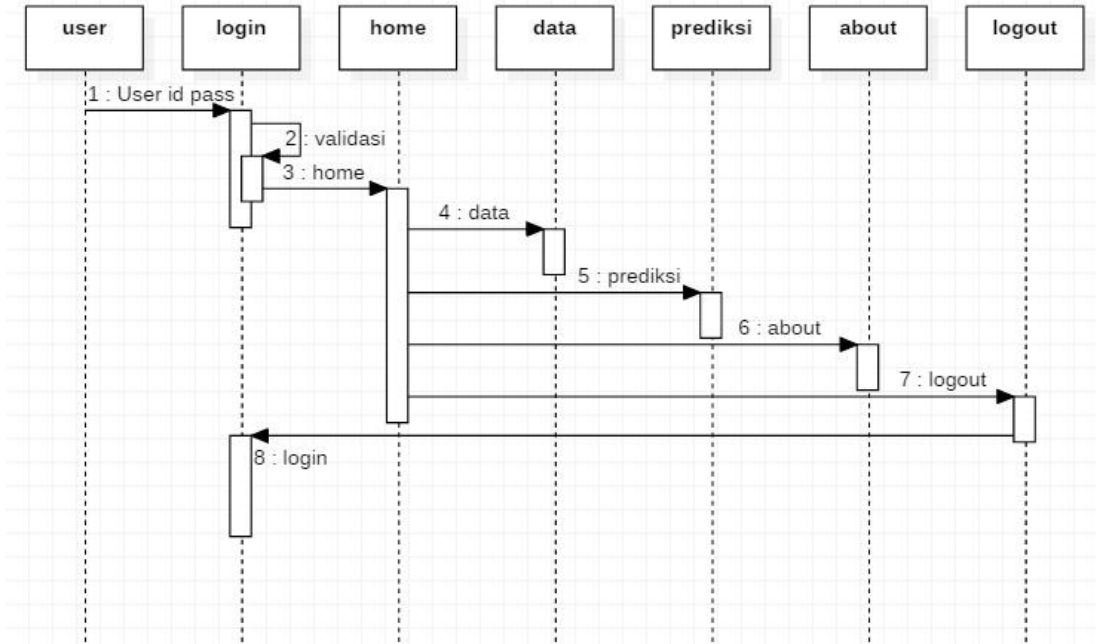 user
login
home
data
prediksi
about
logout
1 : User id pass
2 : validasi
3 : home
4 : data
5 : prediksi
6 : about
7 : logout
8 : login